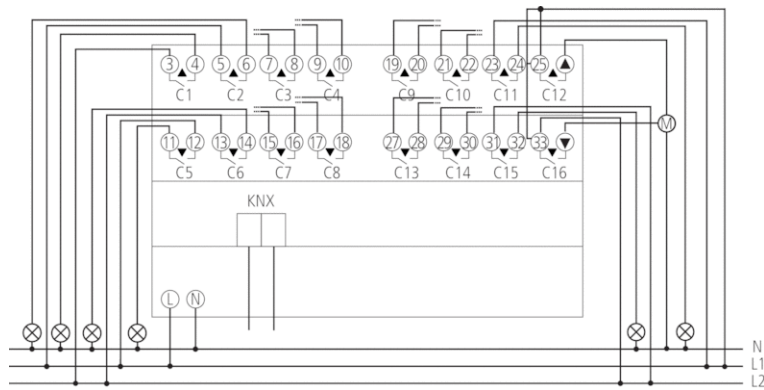 3 4 5 6 7 8 9 10 19 20 21 22 23 24 25
C1 C2 C3 C4 C9 C10 C11 C12
M
11 12 13 14 15 16 17 18 27 28 29 30 31 32 33
C5 C6 C7 C8 C13 C14 C15 C16
KNX
L N
N
L1
L2